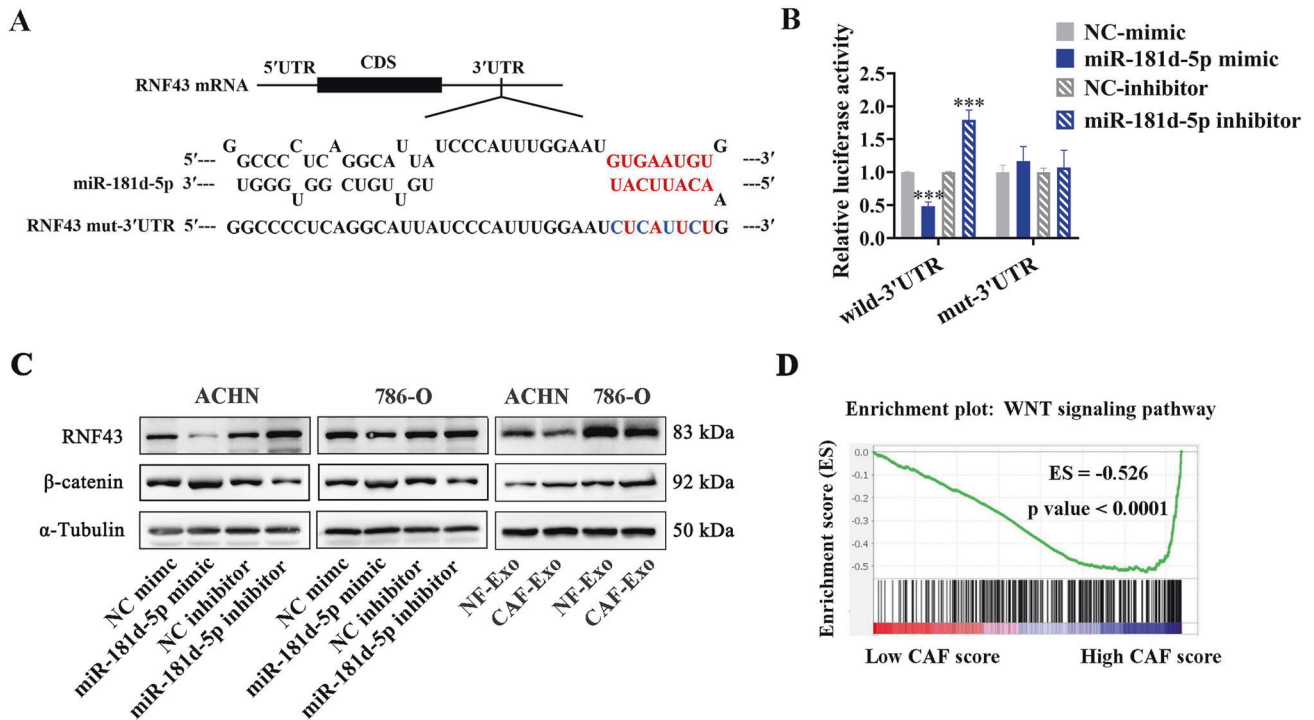 A
5'UTR CDS 3'UTR
RNF43 mRNA
G C A U UCCCAUUUGGAAU G
5'--- GCCC UC GGCA UA GUGAAUGU ---3'
miR-181d-5p 3'--- UGGGU GG CUGUU GU UACUUACA ---5'
U U A
RNF43 mut-3'UTR 5'--- GGCCCCUCAGGCAUUAUCCCAUUUGGAAUCUCAUUCUG ---3'
B
NC-mimic
miR-181d-5p mimic
NC-inhibitor
miR-181d-5p inhibitor
Relative luciferase activity
2.5
2.0
1.5
1.0
0.5
0.0
***
***
wild-3'UTR
mut-3'UTR
C
ACHN 786-O ACHN 786-O
RNF43 83 kDa
β-catenin 92 kDa
α-Tubulin 50 kDa
NC mimc
miR-181d-5p mimic
NC inhibitor
miR-181d-5p inhibitor
NC mimc
miR-181d-5p mimic
NC inhibitor
miR-181d-5p inhibitor
NF-Exo
CAF-Exo
NF-Exo
CAF-Exo
D
Enrichment plot: WNT signaling pathway
Enrichment score (ES)
0.0
-0.1
-0.2
-0.3
-0.4
-0.5
ES = -0.526
p value < 0.0001
Low CAF score High CAF score